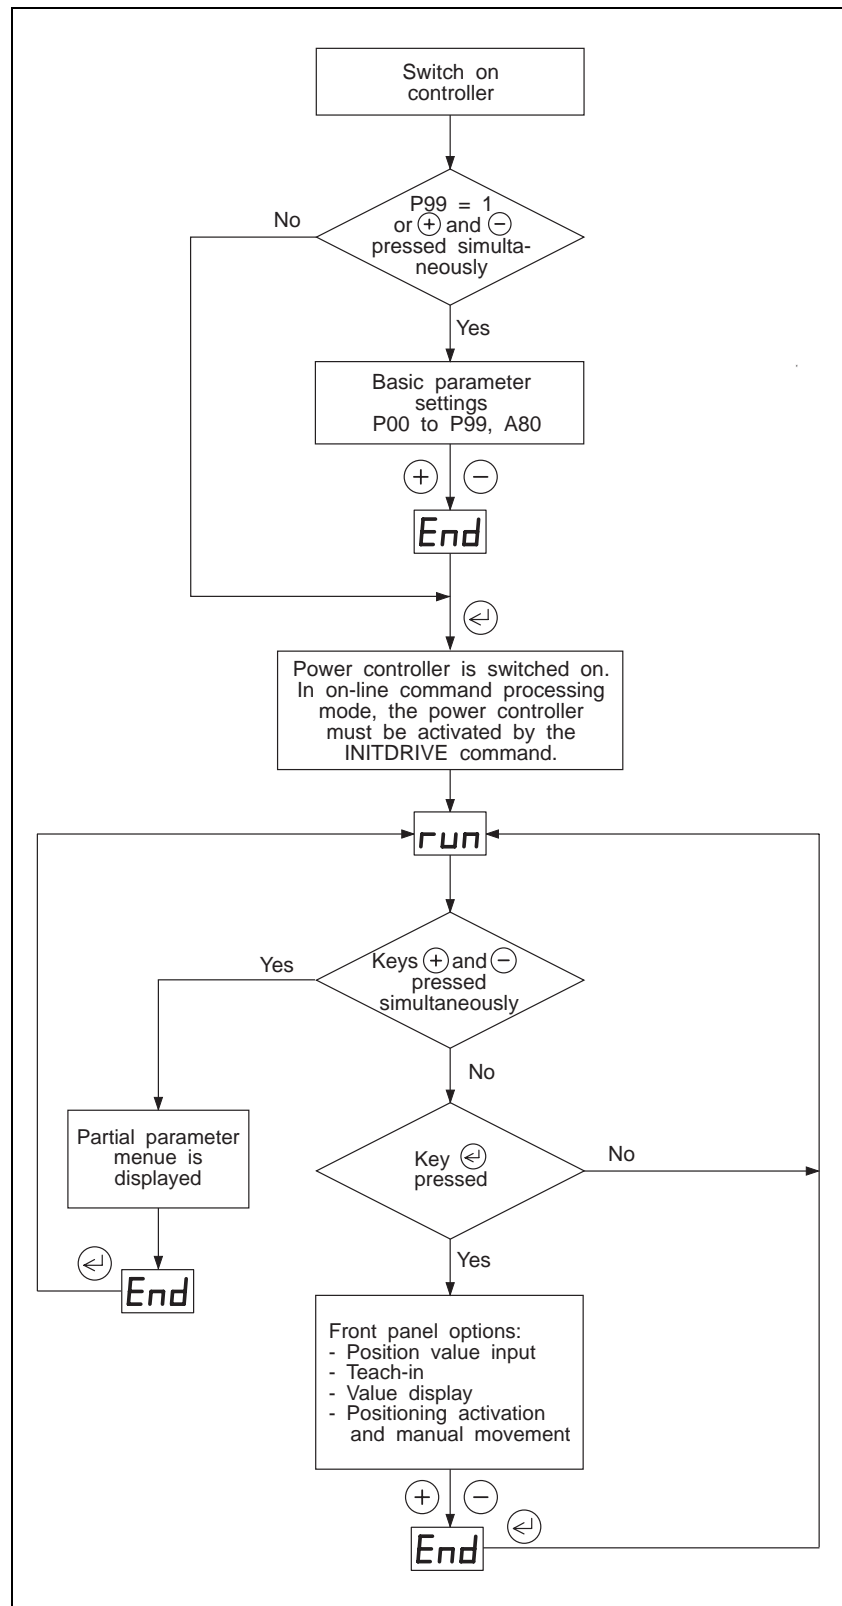 Switch on
controller
P99 = 1
or + and −
pressed simulta-
neously
No
Yes
Basic parameter
settings
P00 to P99, A80
+ −
End
Power controller is switched on.
In on-line command processing
mode, the power controller
must be activated by the
INITDRIVE command.
run
Keys + and −
pressed
simultaneously
Yes
No
Partial parameter
menue is
displayed
End
Key ↵
pressed
No
Yes
Front panel options:
- Position value input
- Teach-in
- Value display
- Positioning activation
and manual movement
+ −
End